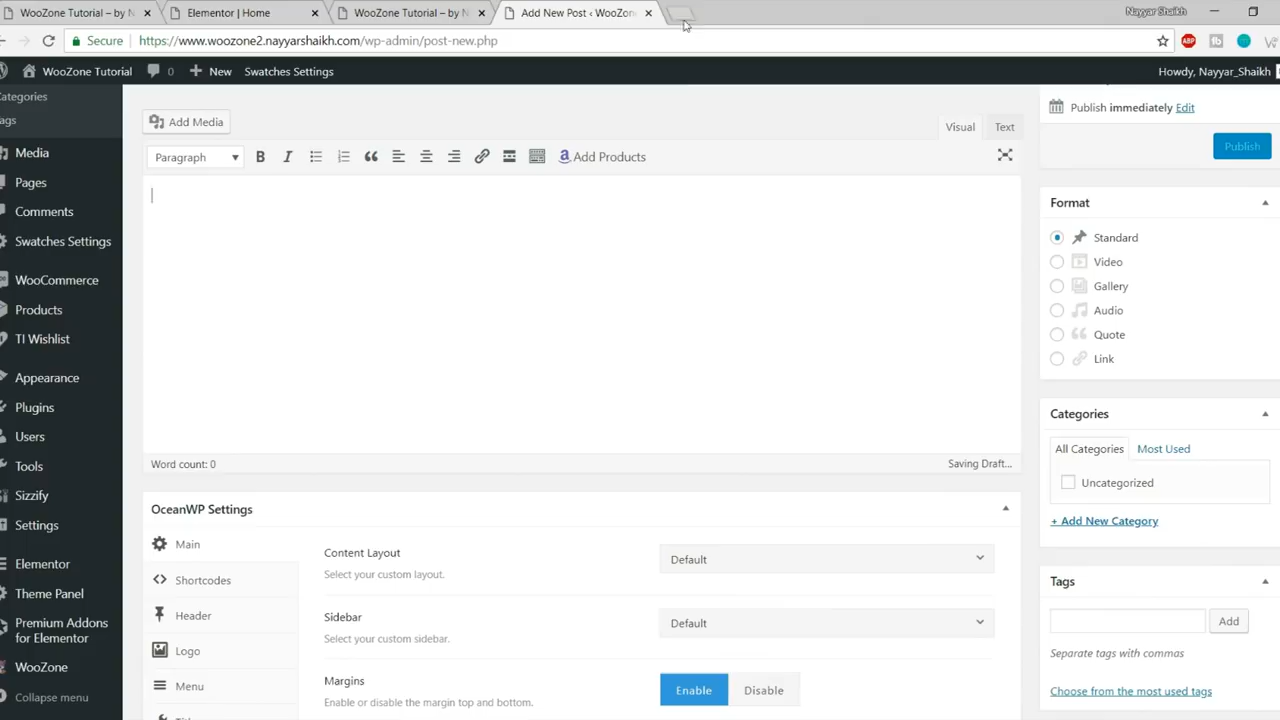 WooZone Tutorial – by N
Elementor | Home
WooZone Tutorial – by N
Add New Post ‹ WooZon
Nayyar Shaikh
Secure
https://www.woozone2.nayyarshaikh.com/wp-admin/post-new.php
ABP
WooZone Tutorial
0
New
Swatches Settings
Howdy, Nayyar_Shaikh
Categories
Tags
Media
Pages
Comments
Swatches Settings
WooCommerce
Products
TI Wishlist
Appearance
Plugins
Users
Tools
Sizzify
Settings
Elementor
Theme Panel
Premium Addons
for Elementor
WooZone
Collapse menu
Add Media
Visual
Text
Paragraph
B
I
Add Products
Word count: 0
Saving Draft...
OceanWP Settings
Main
Shortcodes
Header
Logo
Menu
Content Layout
Select your custom layout.
Default
Sidebar
Select your custom sidebar.
Default
Margins
Enable or disable the margin top and bottom.
Enable
Disable
Publish immediately Edit
Publish
Format
Standard
Video
Gallery
Audio
Quote
Link
Categories
All Categories
Most Used
Uncategorized
+ Add New Category
Tags
Add
Separate tags with commas
Choose from the most used tags